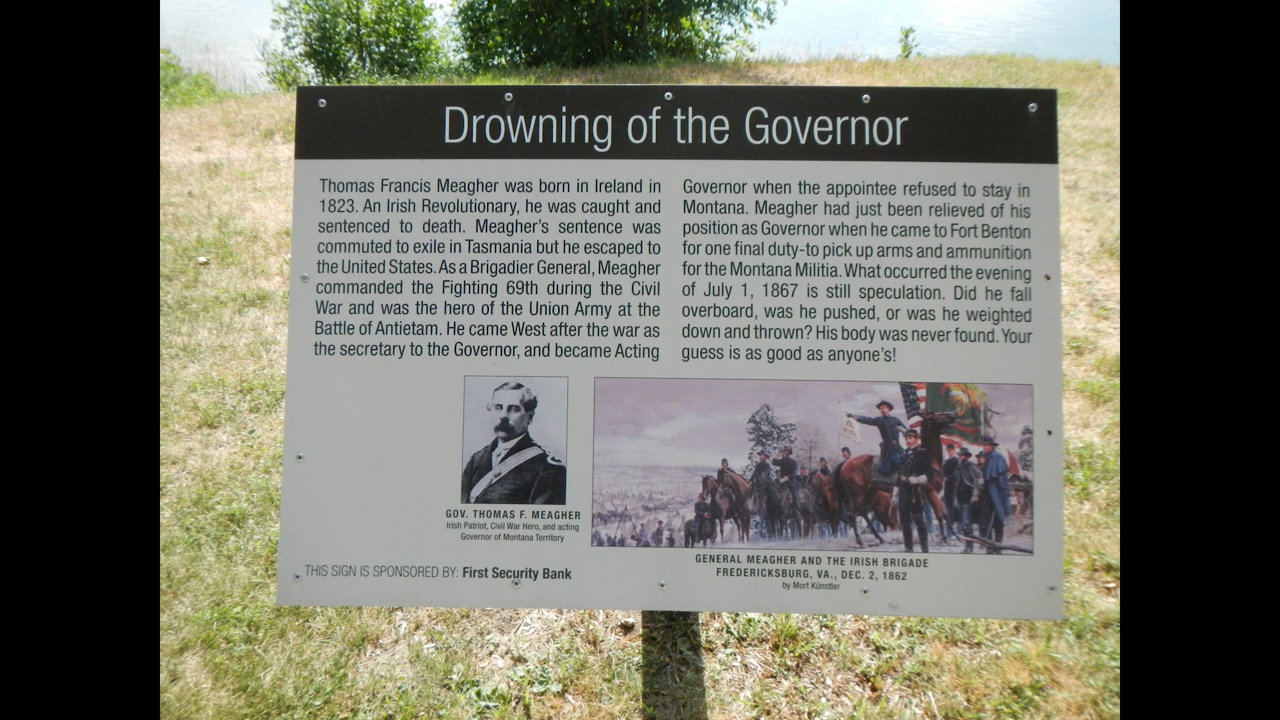 Drowning of the Governor
Thomas Francis Meagher was born in Ireland in
1823. An Irish Revolutionary, he was caught and
sentenced to death. Meagher's sentence was
commuted to exile in Tasmania but he escaped to
the United States. As a Brigadier General, Meagher
commanded the Fighting 69th during the Civil
War and was the hero of the Union Army at the
Battle of Antietam. He came West after the war as
the secretary to the Governor, and became Acting
Governor when the appointee refused to stay in
Montana. Meagher had just been relieved of his
position as Governor when he came to Fort Benton
for one final duty-to pick up arms and ammunition
for the Montana Militia. What occurred the evening
of July 1, 1867 is still speculation. Did he fall
overboard, was he pushed, or was he weighted
down and thrown? His body was never found. Your
guess is as good as anyone's!
GOV. THOMAS F. MEAGHER
Irish Patriot, Civil War Hero, and acting
Governor of Montana Territory
GENERAL MEAGHER AND THE IRISH BRIGADE
FREDERICKSBURG, VA., DEC. 2, 1862
by Mort Künstler
THIS SIGN IS SPONSORED BY: First Security Bank